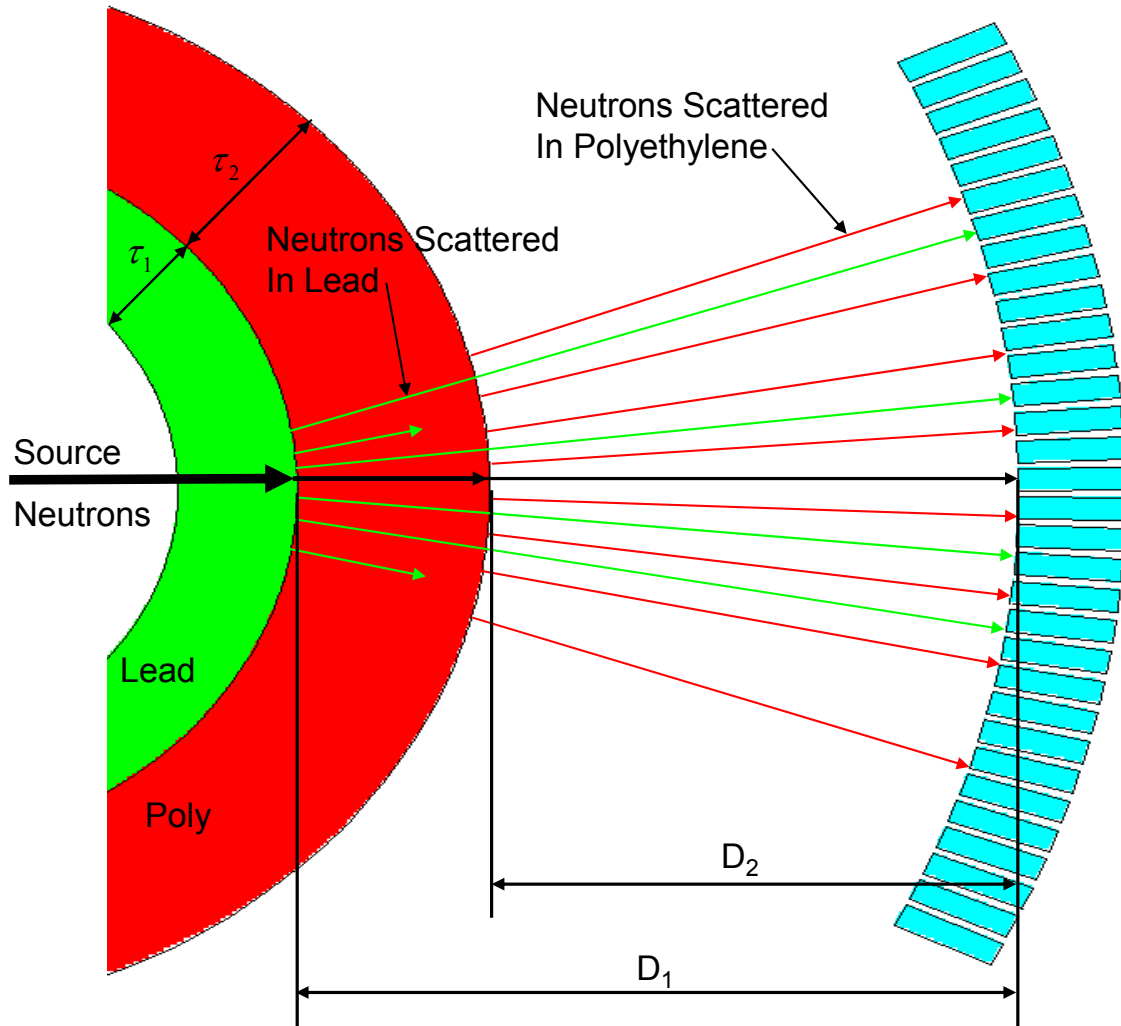 Neutrons Scattered
In Polyethylene
τ₂
τ₁
Neutrons Scattered
In Lead
Source
Neutrons
Lead
Poly
D₂
D₁